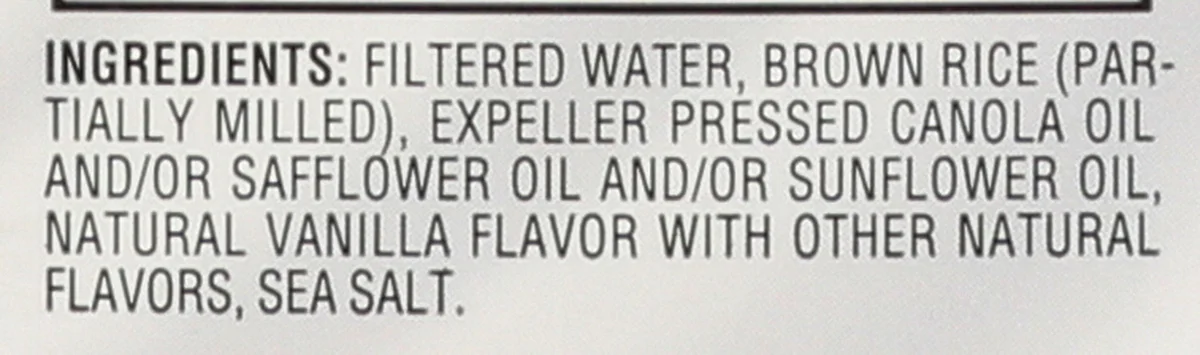 INGREDIENTS: FILTERED WATER, BROWN RICE (PAR-
TIALLY MILLED), EXPELLER PRESSED CANOLA OIL
AND/OR SAFFLOWER OIL AND/OR SUNFLOWER OIL,
NATURAL VANILLA FLAVOR WITH OTHER NATURAL
FLAVORS, SEA SALT.